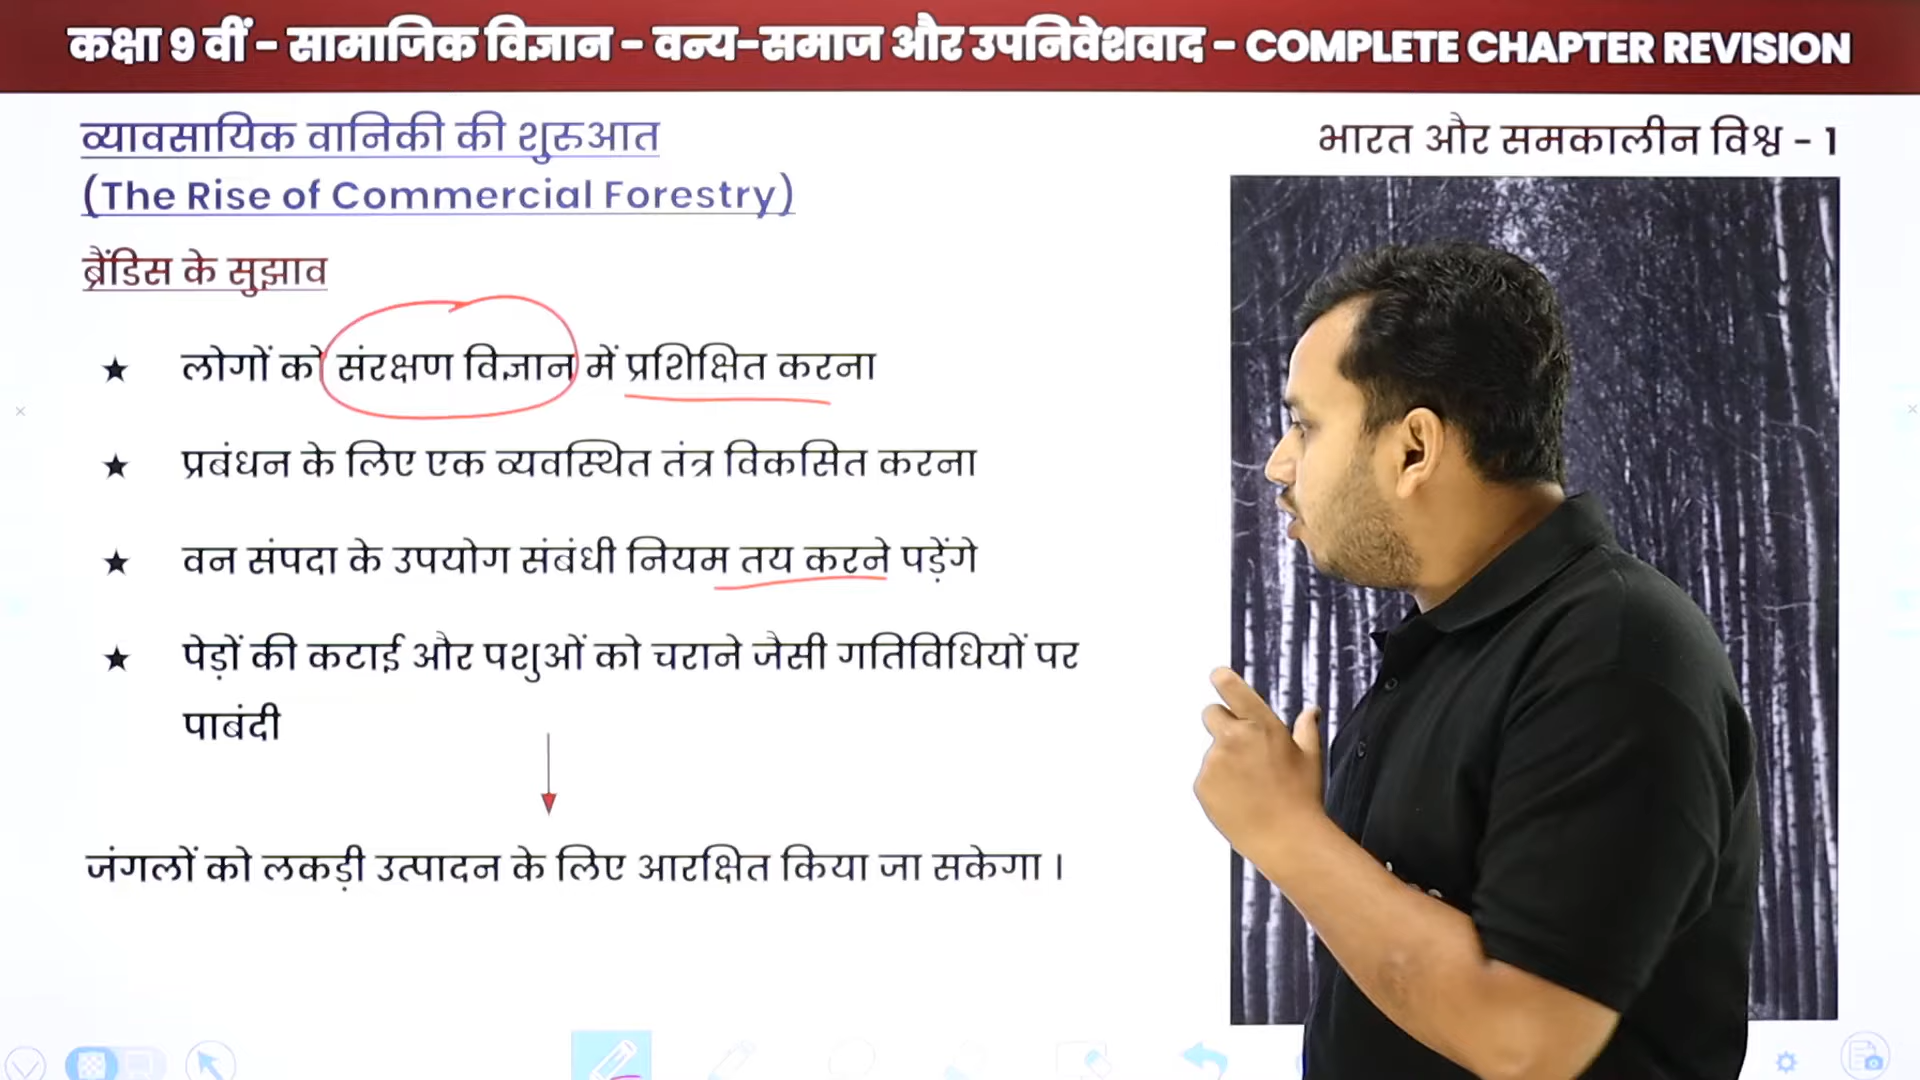 कक्षा 9 वीं - सामाजिक विज्ञान - वन्य-समाज और उपनिवेशवाद - COMPLETE CHAPTER REVISION
व्यावसायिक वानिकी की शुरुआत
(The Rise of Commercial Forestry)
भारत और समकालीन विश्व - 1
ब्रैंडिस के सुझाव
★ लोगों को संरक्षण विज्ञान में प्रशिक्षित करना
★ प्रबंधन के लिए एक व्यवस्थित तंत्र विकसित करना
★ वन संपदा के उपयोग संबंधी नियम तय करने पड़ेंगे
★ पेड़ों की कटाई और पशुओं को चराने जैसी गतिविधियों पर
पाबंदी
जंगलों को लकड़ी उत्पादन के लिए आरक्षित किया जा सकेगा ।